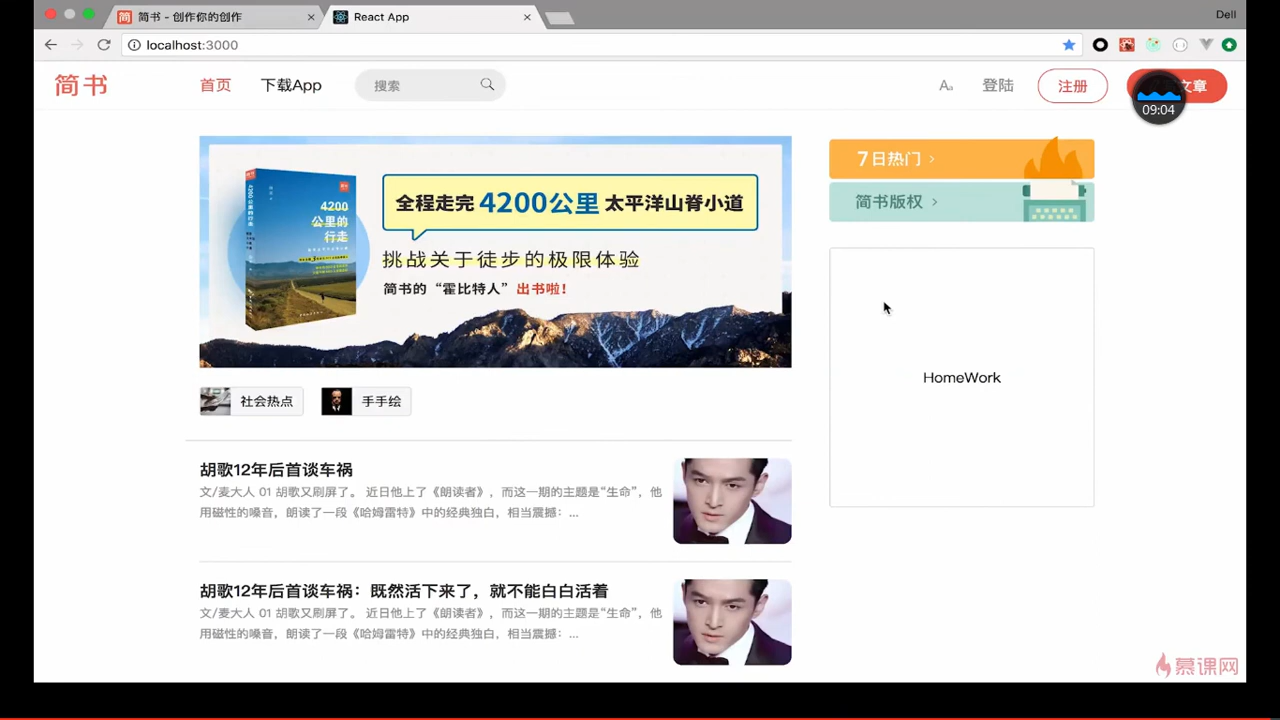 简书 - 创作你的创作
React App
Dell
localhost:3000
简书
首页
下载App
搜索
Aa
登陆
注册
文章
09:04
全程走完 4200公里 太平洋山脊小道
挑战关于徒步的极限体验
简书的“霍比特人”出书啦!
4200
公里的
行走
7日热门 >
简书版权 >
HomeWork
社会热点
手手绘
胡歌12年后首谈车祸
文/麦大人 01 胡歌又刷屏了。 近日他上了《朗读者》，而这一期的主题是“生命”，他
用磁性的嗓音，朗读了一段《哈姆雷特》中的经典独白，相当震撼：...
胡歌12年后首谈车祸：既然活下来了，就不能白白活着
文/麦大人 01 胡歌又刷屏了。 近日他上了《朗读者》，而这一期的主题是“生命”，他
用磁性的嗓音，朗读了一段《哈姆雷特》中的经典独白，相当震撼：...
慕课网